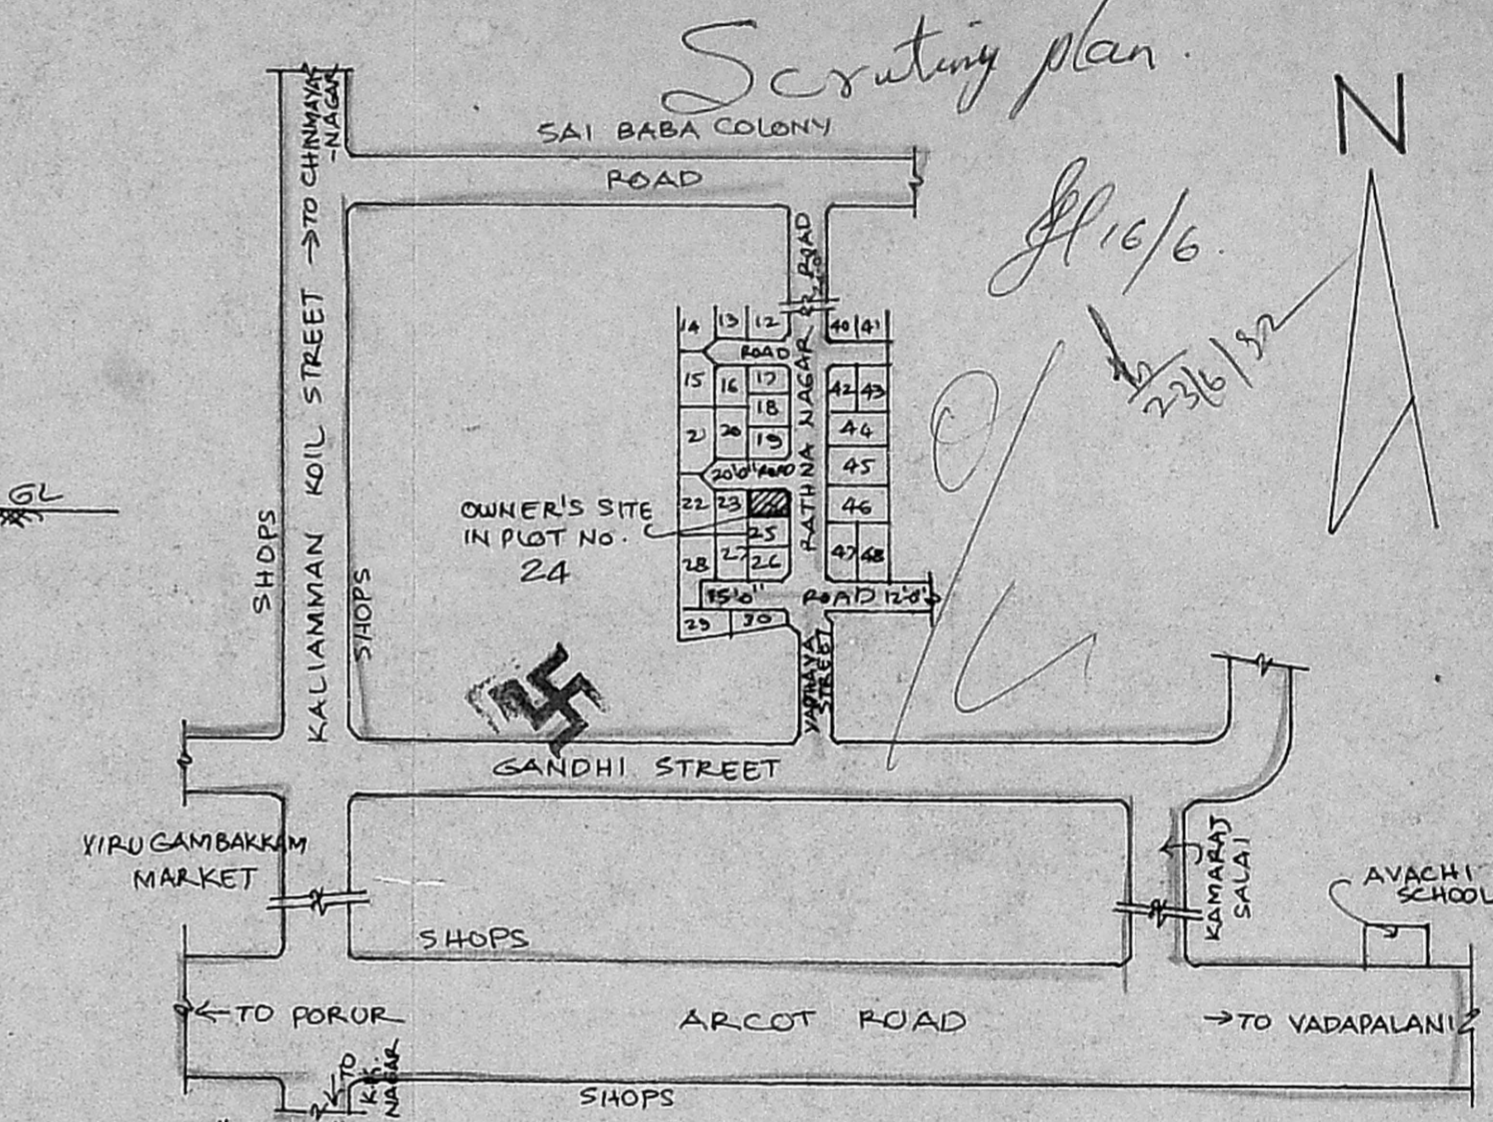 Scrutiny plan.
N
SAI BABA COLONY
ROAD
→TO CHINMAYA
-NAGAR
KALIAMMAN KOIL STREET
SHOPS
SHOPS
16/6.
23/6/92
RATHNA NAGAR
ROAD
14 13 12 40 41
ROAD
15 16 17 42 43
18
44
20 19
45
20'0" ROAD
22 23 46
OWNER'S SITE
IN PLOT NO.
24
25
28 27 26 47 48
15'0" ROAD 12'0"
29 30
STREET
GL
GANDHI STREET
VIRUGAMBAKKAM
MARKET
KAMARAJ
SALAI
AVACHI
SCHOOL
SHOPS
←TO PORUR
ARCOT ROAD
→TO VADAPALANI
→TO
K.K.
NAGAR
SHOPS